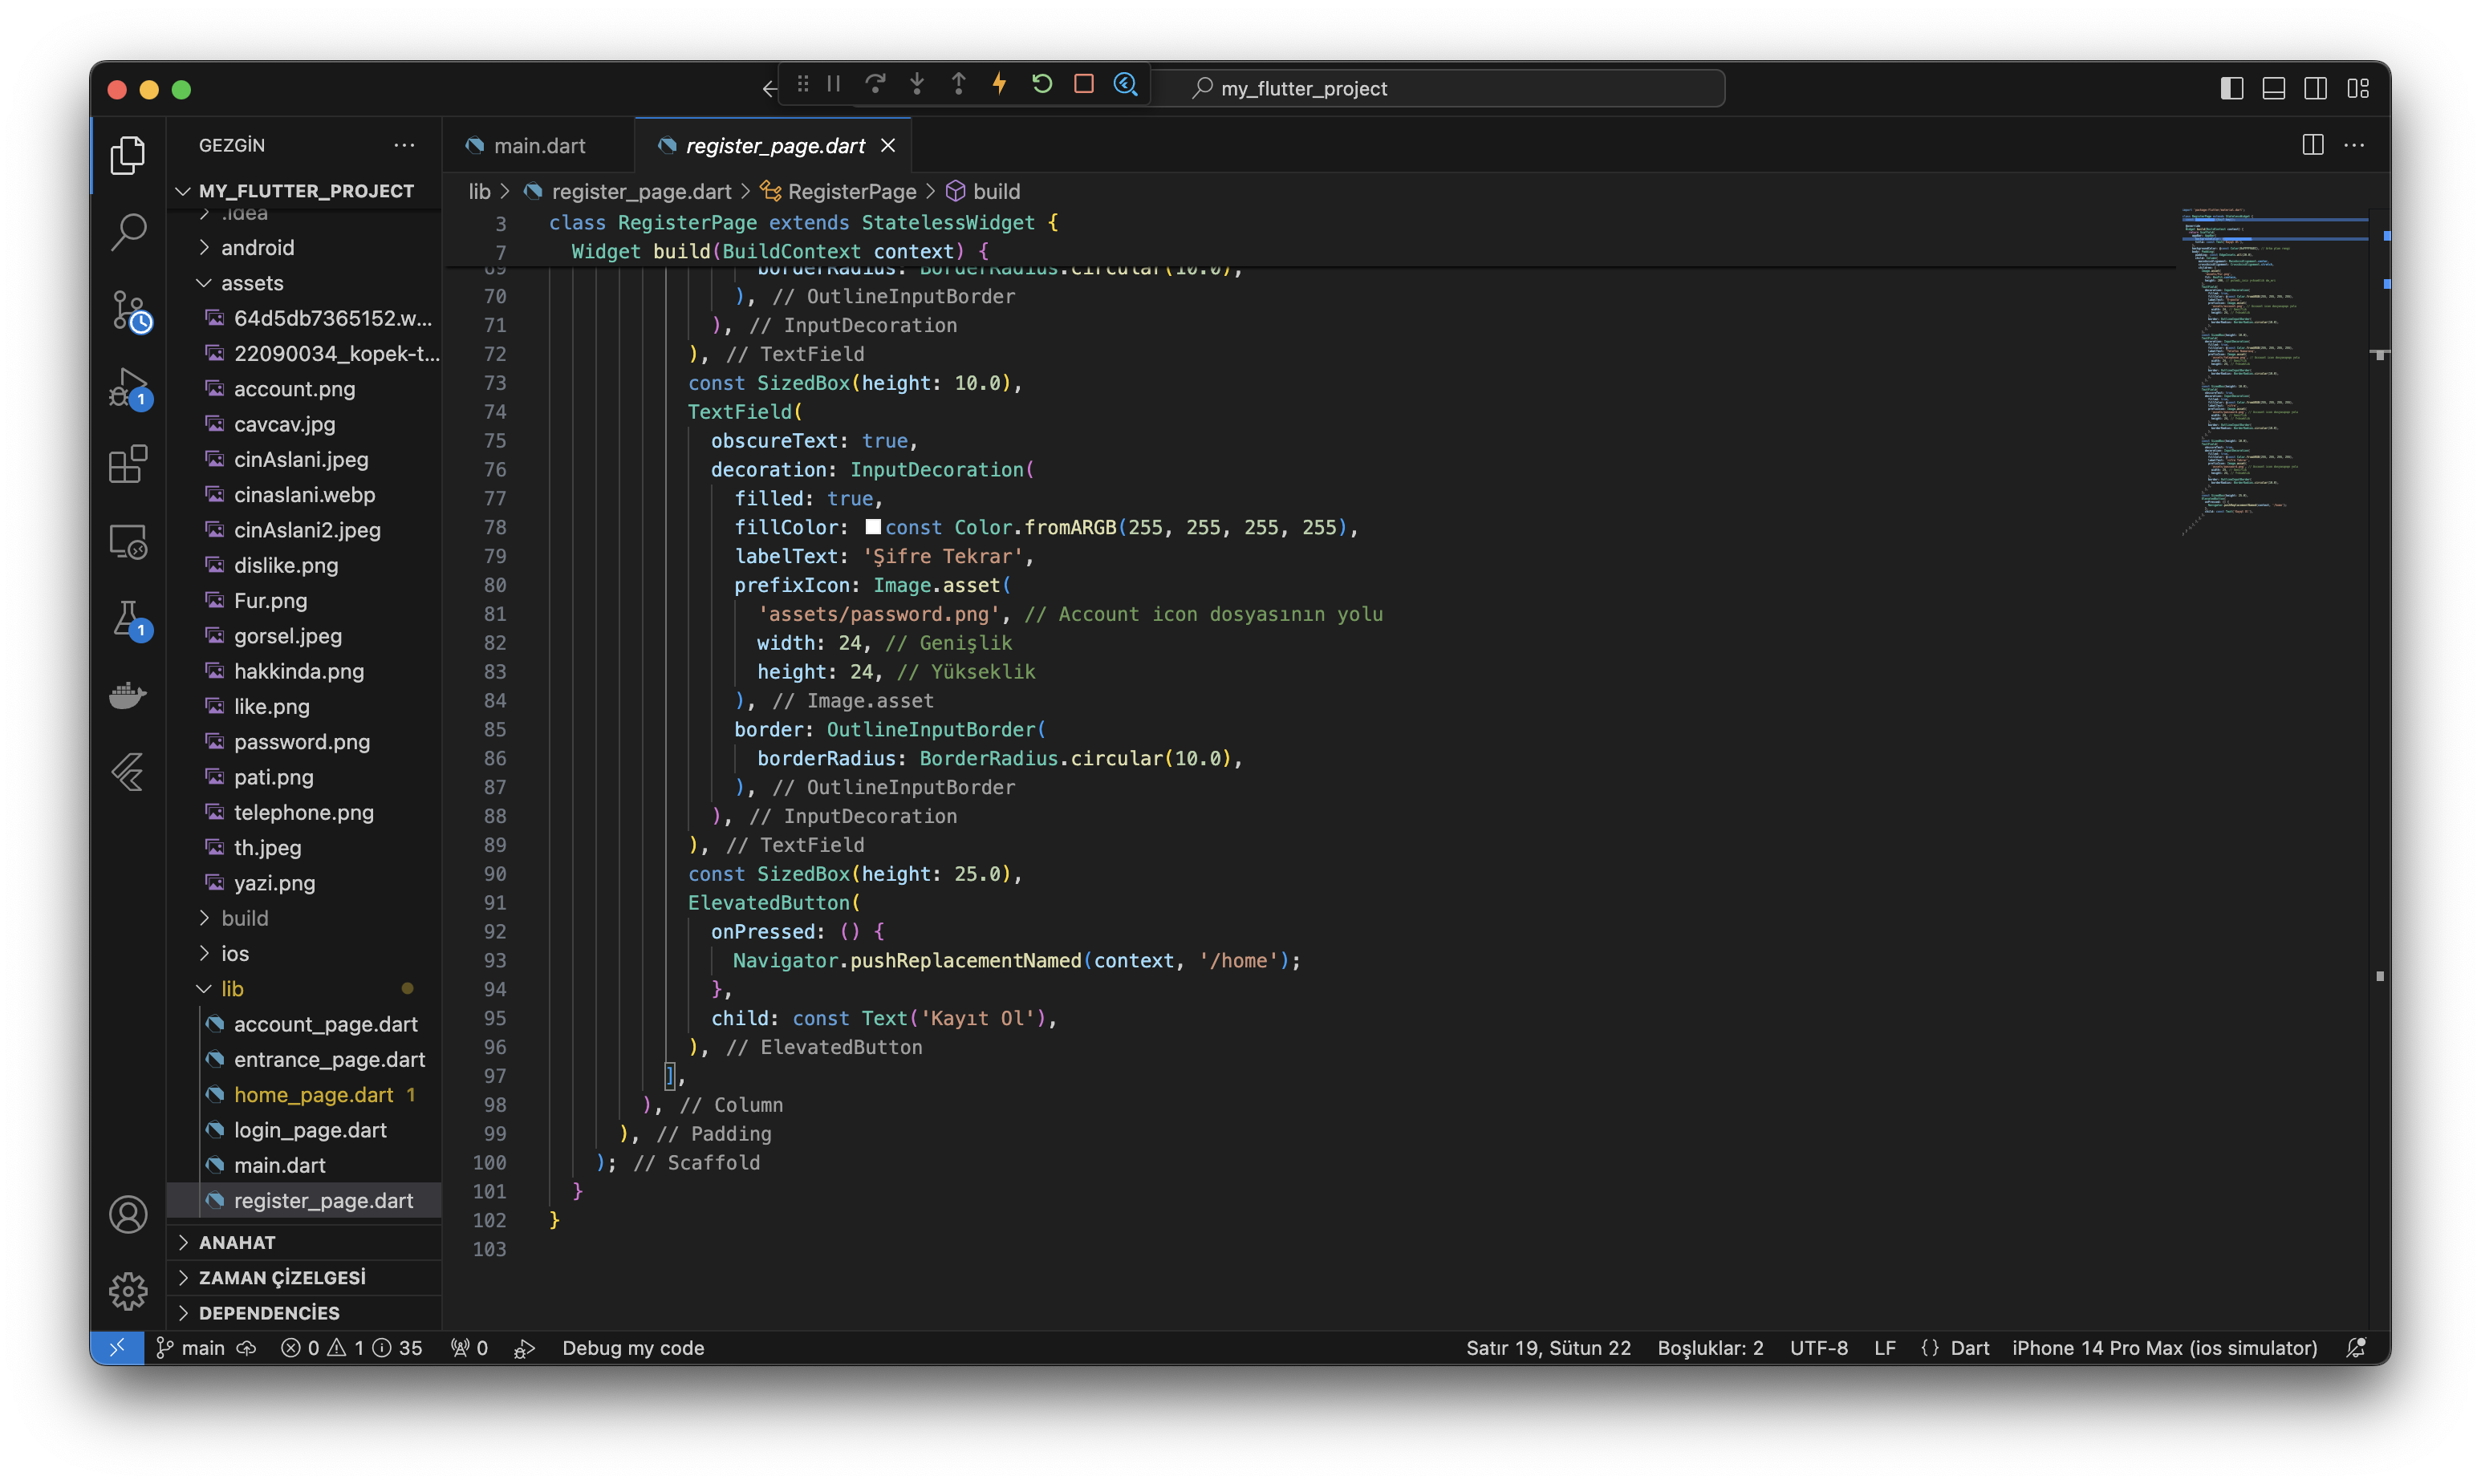 my_flutter_project
GEZGİN
main.dart
register_page.dart
MY_FLUTTER_PROJECT
lib > register_page.dart > RegisterPage > build
.idea
android
assets
64d5db7365152.w...
22090034_kopek-t...
account.png
cavcav.jpg
cinAslani.jpeg
cinaslani.webp
cinAslani2.jpeg
dislike.png
Fur.png
gorsel.jpeg
hakkinda.png
like.png
password.png
pati.png
telephone.png
th.jpeg
yazi.png
build
ios
lib
account_page.dart
entrance_page.dart
home_page.dart 1
login_page.dart
main.dart
register_page.dart
ANAHAT
ZAMAN ÇİZELGESİ
DEPENDENCİES
1
1
3 class RegisterPage extends StatelessWidget {
7 Widget build(BuildContext context) {
69 borderRadius: BorderRadius.circular(10.0),
70 ), // OutlineInputBorder
71 ), // InputDecoration
72 ), // TextField
73 const SizedBox(height: 10.0),
74 TextField(
75 obscureText: true,
76 decoration: InputDecoration(
77 filled: true,
78 fillColor: const Color.fromARGB(255, 255, 255, 255),
79 labelText: 'Şifre Tekrar',
80 prefixIcon: Image.asset(
81 'assets/password.png', // Account icon dosyasının yolu
82 width: 24, // Genişlik
83 height: 24, // Yükseklik
84 ), // Image.asset
85 border: OutlineInputBorder(
86 borderRadius: BorderRadius.circular(10.0),
87 ), // OutlineInputBorder
88 ), // InputDecoration
89 ), // TextField
90 const SizedBox(height: 25.0),
91 ElevatedButton(
92 onPressed: () {
93 Navigator.pushReplacementNamed(context, '/home');
94 },
95 child: const Text('Kayıt Ol'),
96 ), // ElevatedButton
97 ],
98 ), // Column
99 ), // Padding
100 ); // Scaffold
101 }
102 }
103
main 0 1 35 0 Debug my code Satır 19, Sütun 22 Boşluklar: 2 UTF-8 LF {} Dart iPhone 14 Pro Max (ios simulator)